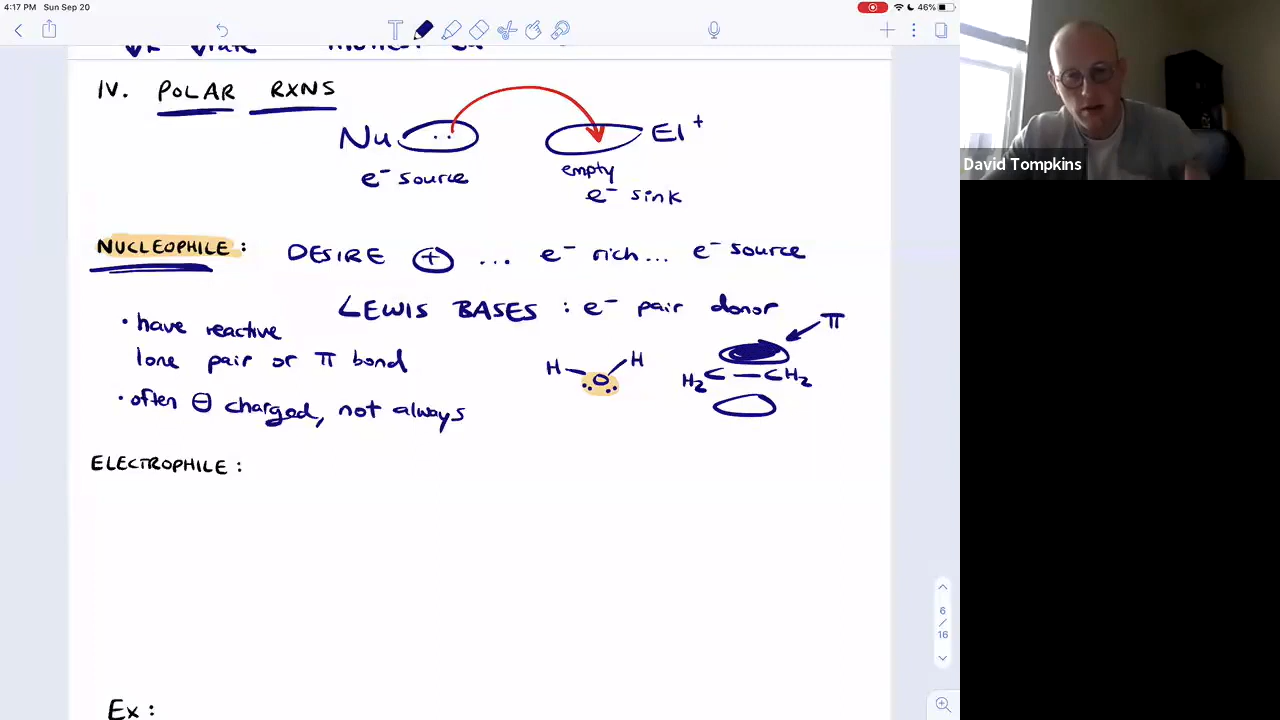 4:17 PM Sun Sep 20
46%
IV. POLAR RXNS
Nu ·· El +
e⁻ source
empty
e⁻ sink
NUCLEOPHILE : DESIRE + ... e⁻ rich... e⁻ source
LEWIS BASES : e⁻ pair donor
• have reactive
lone pair or π bond
• often ⊖ charged, not always
H O H
π
H₂C — CH₂
ELECTROPHILE :
Ex :
6
/
16
David Tompkins